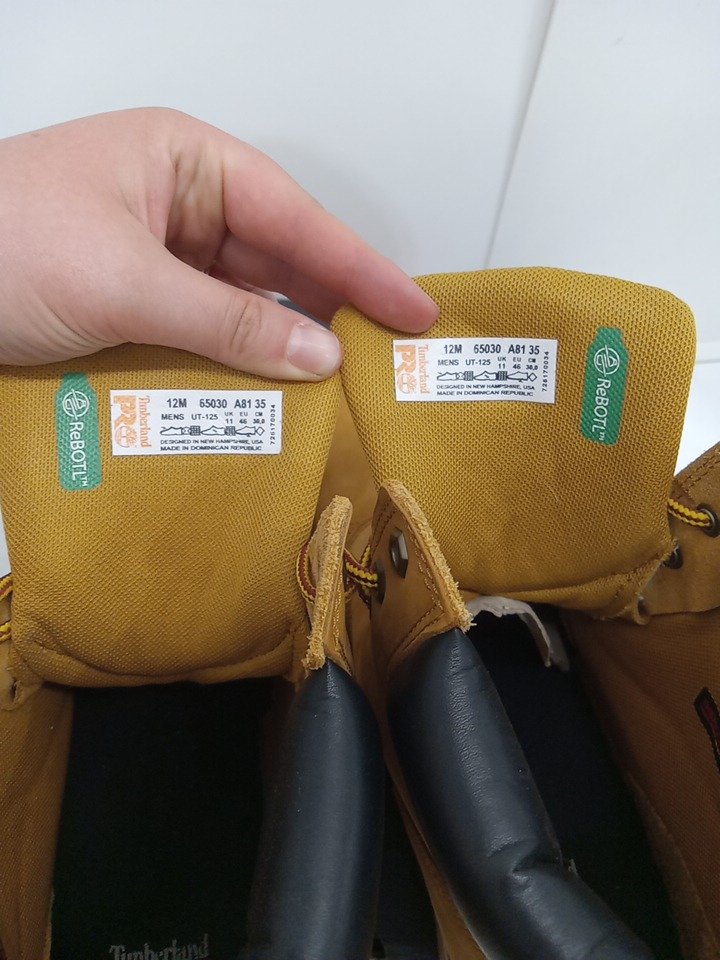 ReBOTL™
Timberland
PRO
12M 65030 A81 35
MENS UT-125 UK EU CM
11 46 30,0
DESIGNED IN NEW HAMPSHIRE, USA
MADE IN DOMINICAN REPUBLIC
726170034
Timberland
PRO
12M 65030 A81 35
MENS UT-125 UK EU CM
11 46 30,0
DESIGNED IN NEW HAMPSHIRE, USA
MADE IN DOMINICAN REPUBLIC
726170034
ReBOTL™
Timberland